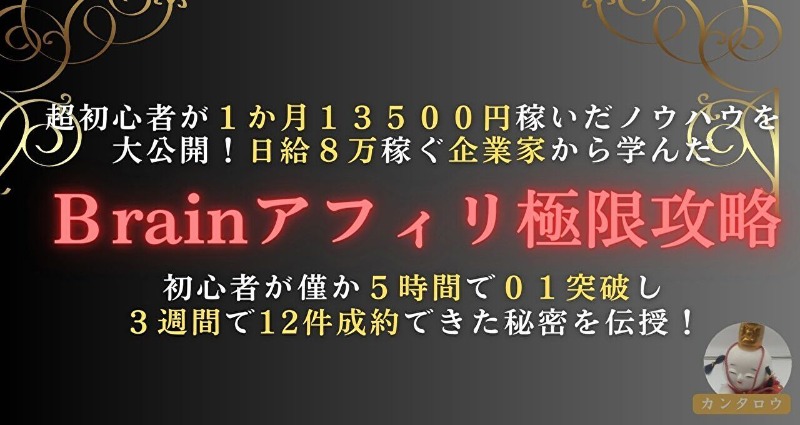 超初心者が１か月１３５００円稼いだノウハウを
大公開！日給８万稼ぐ企業家から学んだ
Ｂrainアフィリ極限攻略
初心者が僅か５時間で０１突破し
３週間で12件成約できた秘密を伝授！
カンタロウ